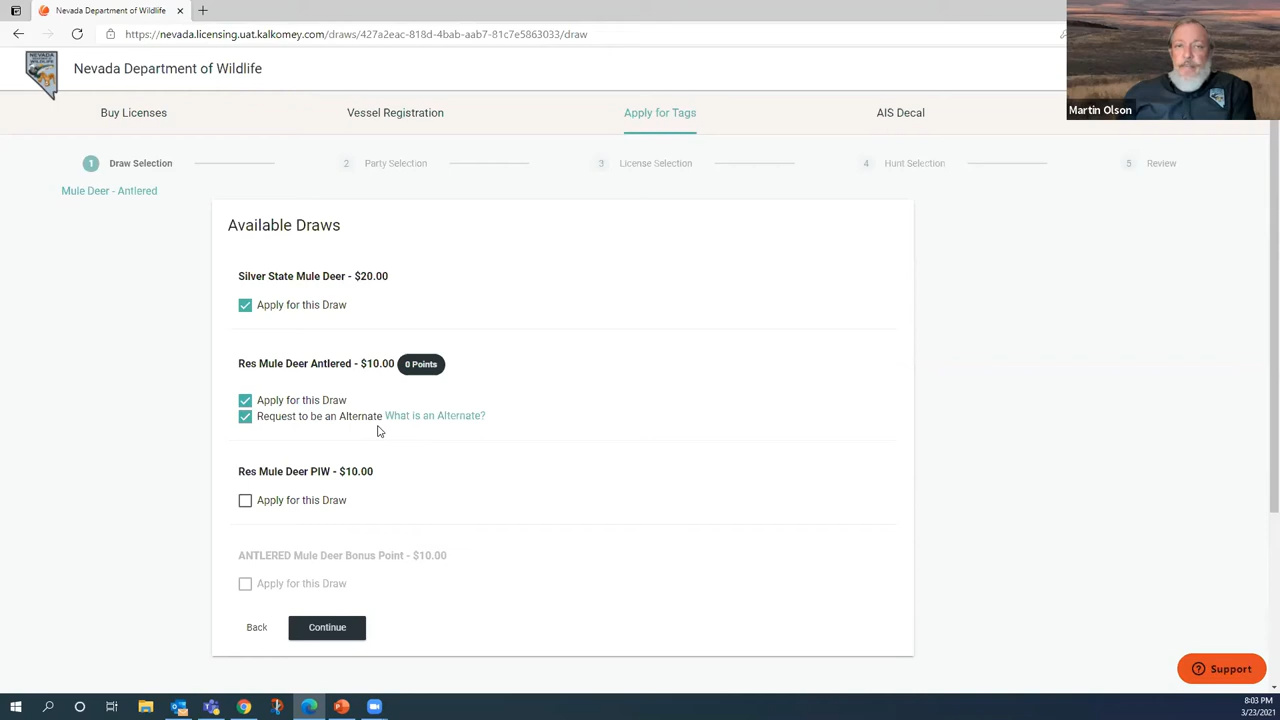 Nevada Department of Wildlife
https://nevada.licensing.uat.kalkomey.com/draws/427a2eac-818d-4bab-aab7-81c7e5863033/draw
Nevada Department of Wildlife
Martin Olson
Buy Licenses
Vessel Registration
Apply for Tags
AIS Decal
1 Draw Selection
2 Party Selection
3 License Selection
4 Hunt Selection
5 Review
Mule Deer - Antlered
Available Draws
Silver State Mule Deer - $20.00
Apply for this Draw
Res Mule Deer Antlered - $10.00 0 Points
Apply for this Draw
Request to be an Alternate What is an Alternate?
Res Mule Deer PIW - $10.00
Apply for this Draw
ANTLERED Mule Deer Bonus Point - $10.00
Apply for this Draw
Back
Continue
Support
8:03 PM
3/23/2021